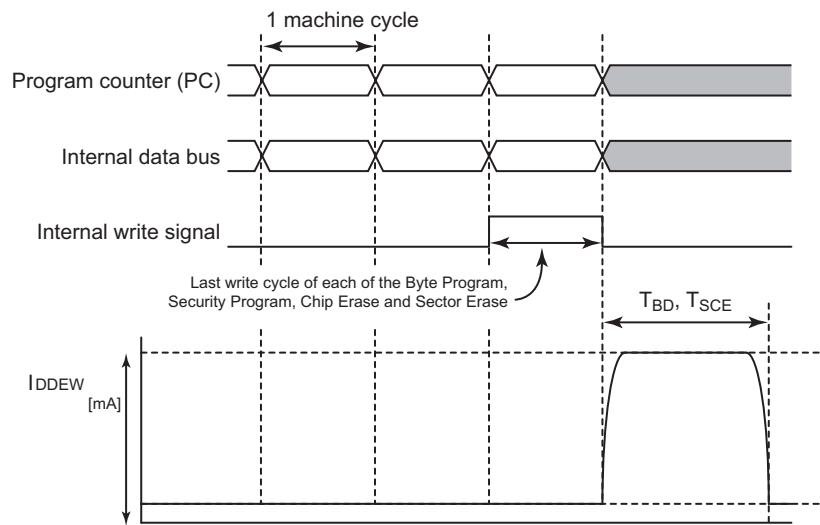 1 machine cycle
Program counter (PC)
Internal data bus
Internal write signal
Last write cycle of each of the Byte Program,
Security Program, Chip Erase and Sector Erase
TBD, TSCE
IDDEW
[mA]